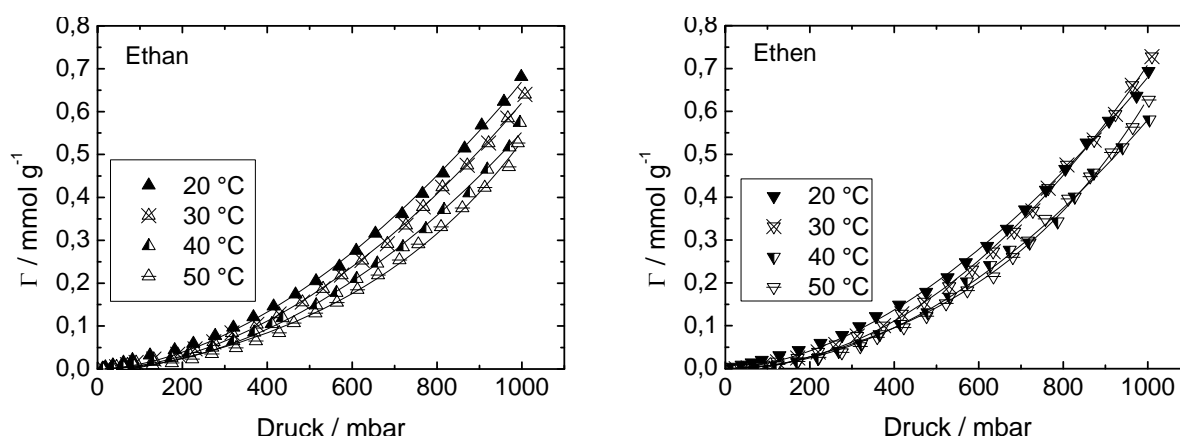 0,8
0,7
0,6
0,5
0,4
0,3
0,2
0,1
0,0
Γ / mmol g⁻¹
Ethan
20 °C
30 °C
40 °C
50 °C
0 200 400 600 800 1000
Druck / mbar
0,8
0,7
0,6
0,5
0,4
0,3
0,2
0,1
0,0
Γ / mmol g⁻¹
Ethen
20 °C
30 °C
40 °C
50 °C
0 200 400 600 800 1000
Druck / mbar